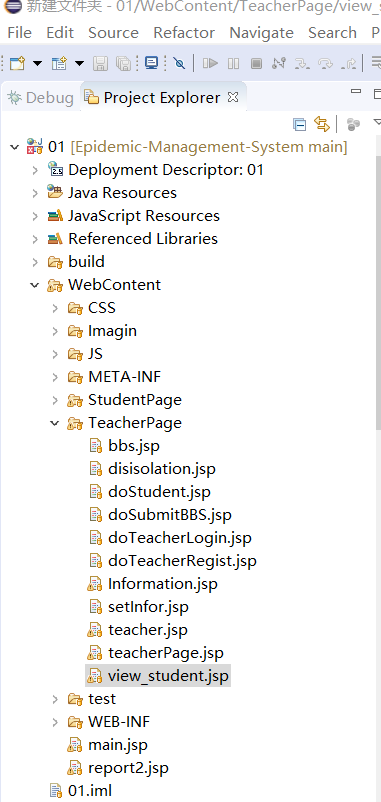 新建文件夹 - 01/WebContent/TeacherPage/view_s
File Edit Source Refactor Navigate Search P
Debug Project Explorer
01 [Epidemic-Management-System main]
Deployment Descriptor: 01
Java Resources
JavaScript Resources
Referenced Libraries
build
WebContent
CSS
Imagin
JS
META-INF
StudentPage
TeacherPage
bbs.jsp
disisolation.jsp
doStudent.jsp
doSubmitBBS.jsp
doTeacherLogin.jsp
doTeacherRegist.jsp
Information.jsp
setInfor.jsp
teacher.jsp
teacherPage.jsp
view_student.jsp
test
WEB-INF
main.jsp
report2.jsp
01.iml